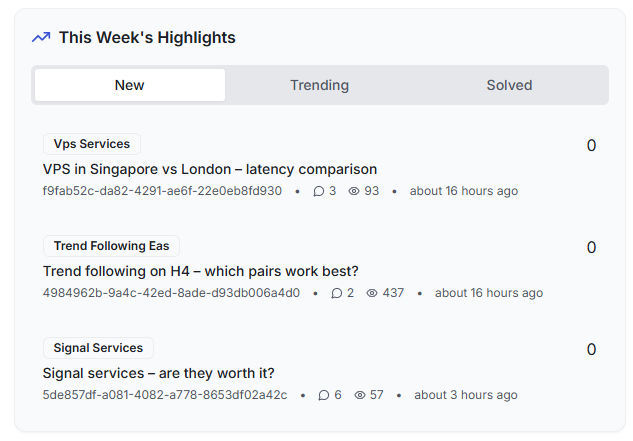 This Week's Highlights
New Trending Solved
Vps Services 0
VPS in Singapore vs London – latency comparison
f9fab52c-da82-4291-ae6f-22e0eb8fd930 • 3 93 • about 16 hours ago
Trend Following Eas 0
Trend following on H4 – which pairs work best?
4984962b-9a4c-42ed-8ade-d93db006a4d0 • 2 437 • about 16 hours ago
Signal Services 0
Signal services – are they worth it?
5de857df-a081-4082-a778-8653df02a42c • 6 57 • about 3 hours ago